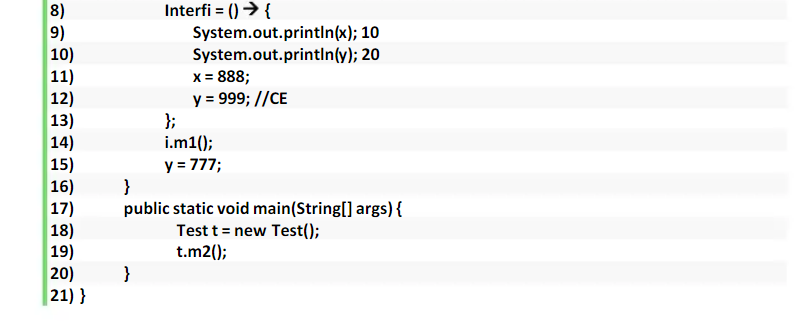 8) Interfi = () → {
9) System.out.println(x); 10
10) System.out.println(y); 20
11) x = 888;
12) y = 999; //CE
13) };
14) i.m1();
15) y = 777;
16) }
17) public static void main(String[] args) {
18) Test t = new Test();
19) t.m2();
20) }
21) }